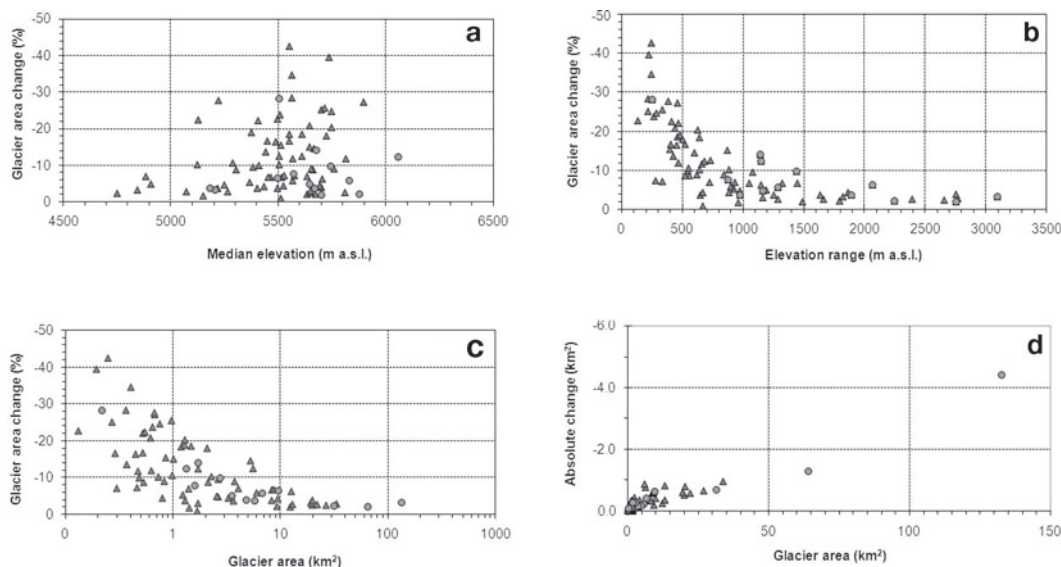 a
Glacier area change (%)
-50
-40
-30
-20
-10
0
4500 5000 5500 6000 6500
Median elevation (m a.s.l.)
b
Glacier area change (%)
-50
-40
-30
-20
-10
0
0 500 1000 1500 2000 2500 3000 3500
Elevation range (m a.s.l.)
c
Glacier area change (%)
-50
-40
-30
-20
-10
0
0 1 10 100 1000
Glacier area (km²)
d
Absolute change (km²)
-6.0
-4.0
-2.0
0.0
0 50 100 150
Glacier area (km²)